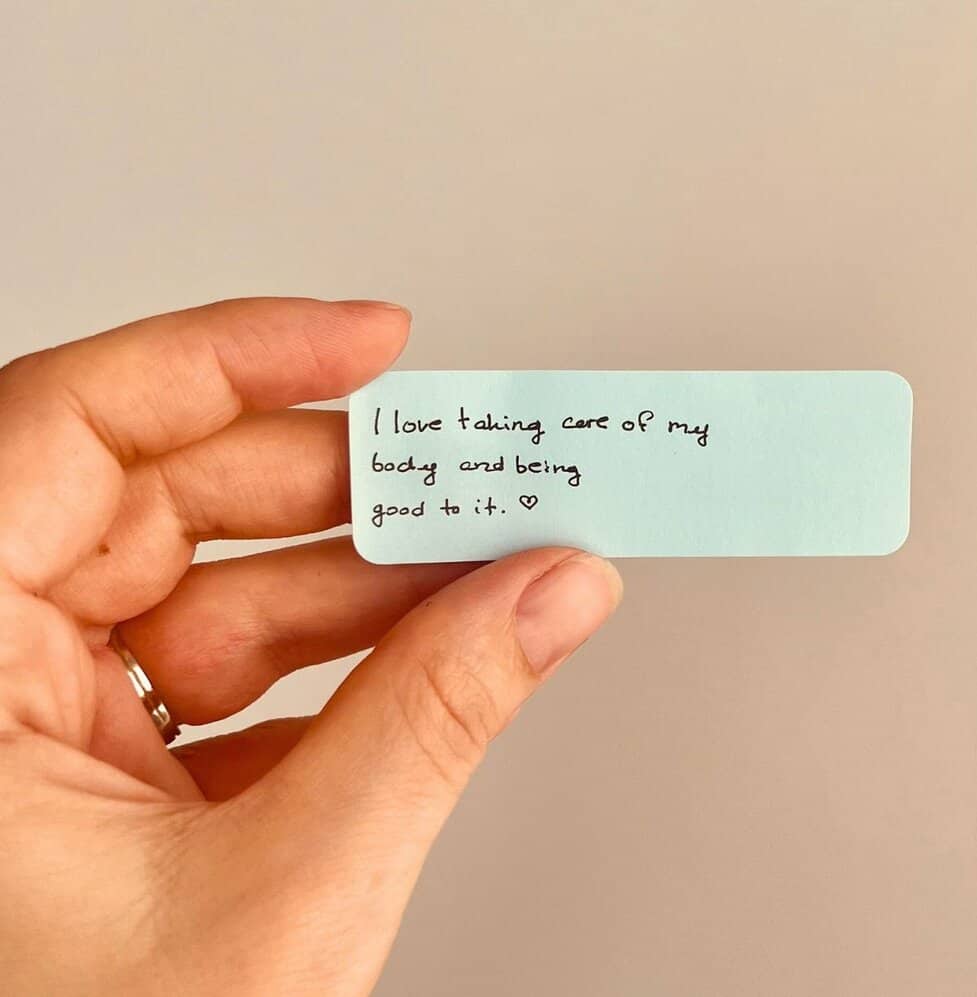 I love taking care of my
body and being
good to it. ♡